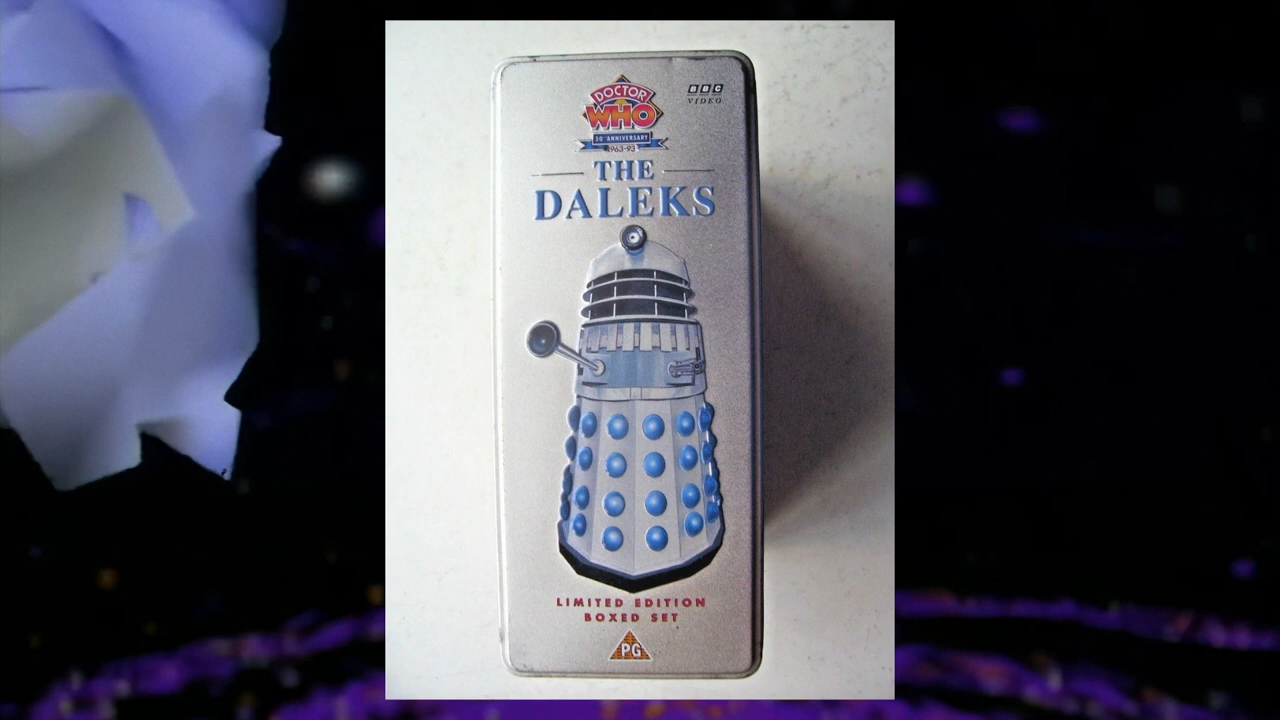 DOCTOR
WHO
30TH ANNIVERSARY
1963-93
BBC
VIDEO
THE
DALEKS
LIMITED EDITION
BOXED SET
PG